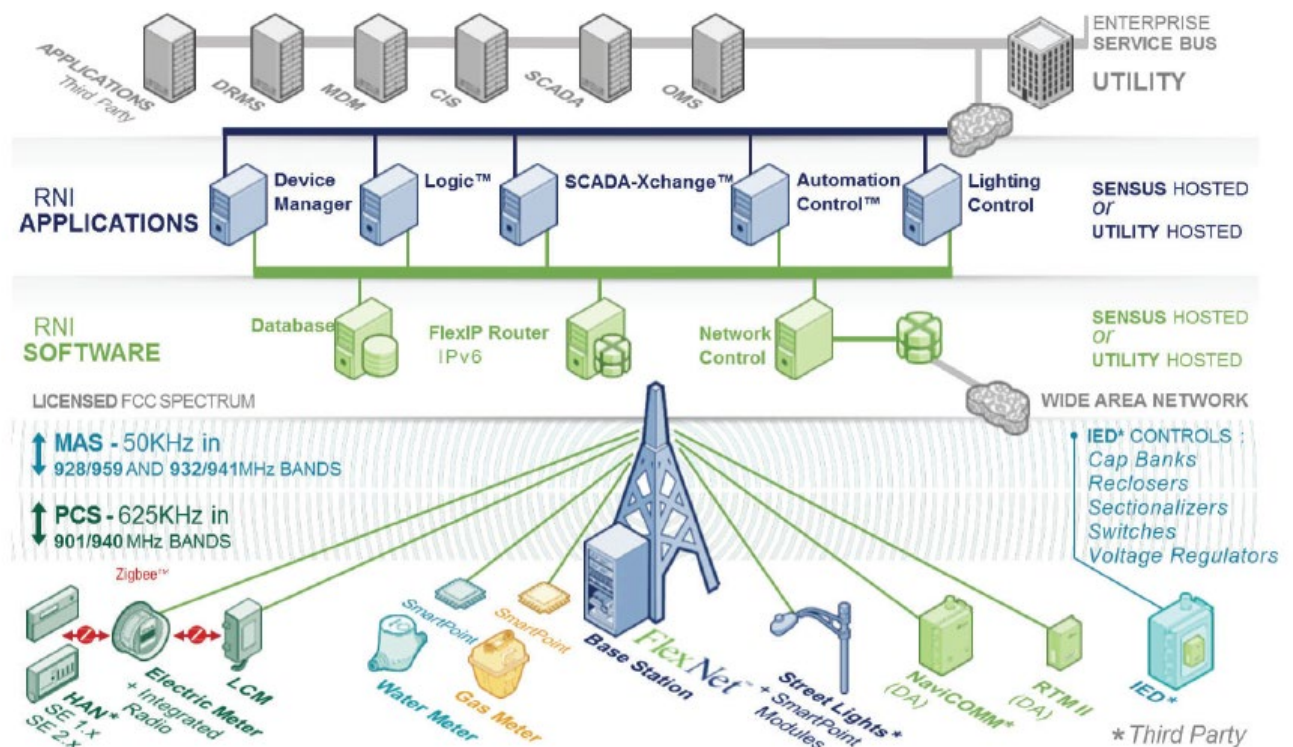 ENTERPRISE
SERVICE BUS
UTILITY
APPLICATIONS
Third Party
DRMS
MDM
CIS
SCADA
OMS
RNI
APPLICATIONS
Device
Manager
Logic™
SCADA-Xchange™
Automation
Control™
Lighting
Control
SENSUS HOSTED
or
UTILITY HOSTED
RNI
SOFTWARE
Database
FlexIP Router
IPv6
Network
Control
SENSUS HOSTED
or
UTILITY HOSTED
LICENSED FCC SPECTRUM
WIDE AREA NETWORK
MAS - 50KHz in
928/959 AND 932/941MHz BANDS
PCS - 625KHz in
901/940 MHz BANDS
IED* CONTROLS :
Cap Banks
Reclosers
Sectionalizers
Switches
Voltage Regulators
Zigbee™
Z
Z
HAN*
SE 1.x
SE 2.x
Electric Meter
+ Integrated
Radio
LCM
SmartPoint
Water Meter
SmartPoint
Gas Meter
Base Station
FlexNet™
Street Lights*
+ SmartPoint
Modules
NaviCOMM*
(DA)
RTM II
(DA)
IED*
*Third Party